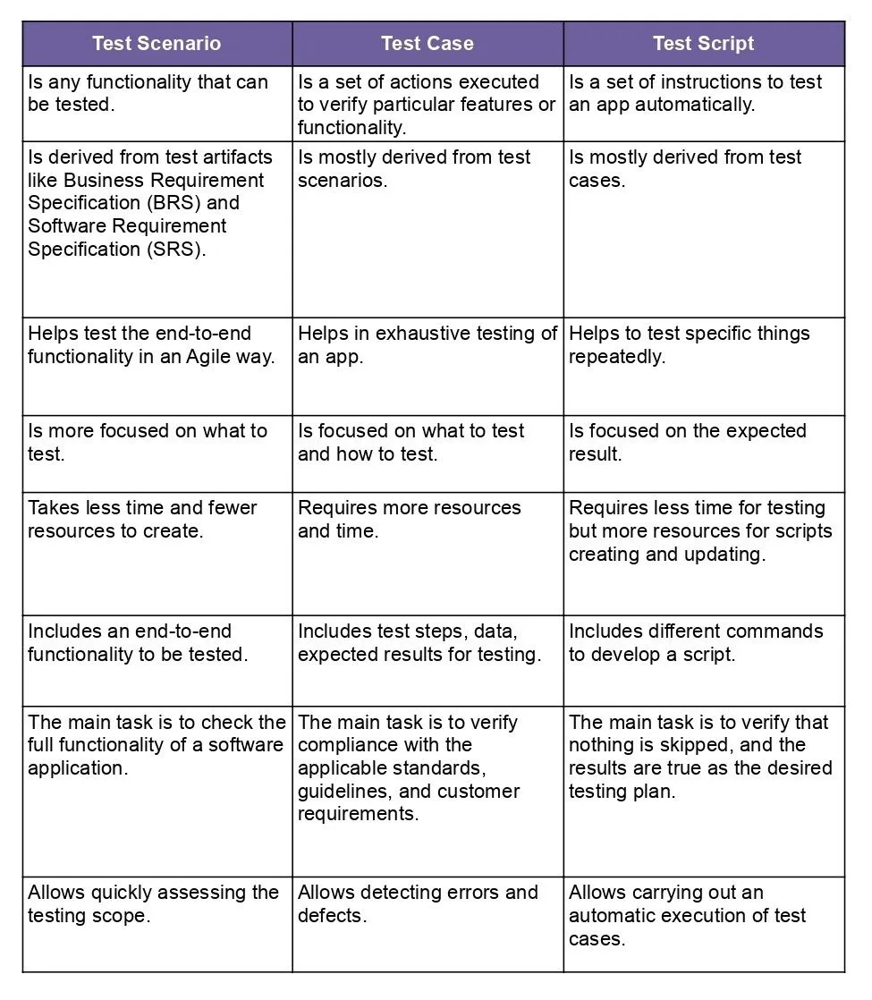 Test Scenario
Test Case
Test Script
Is any functionality that can
be tested.
Is a set of actions executed
to verify particular features or
functionality.
Is a set of instructions to test
an app automatically.
Is derived from test artifacts
like Business Requirement
Specification (BRS) and
Software Requirement
Specification (SRS).
Is mostly derived from test
scenarios.
Is mostly derived from test
cases.
Helps test the end-to-end
functionality in an Agile way.
Helps in exhaustive testing of
an app.
Helps to test specific things
repeatedly.
Is more focused on what to
test.
Is focused on what to test
and how to test.
Is focused on the expected
result.
Takes less time and fewer
resources to create.
Requires more resources
and time.
Requires less time for testing
but more resources for scripts
creating and updating.
Includes an end-to-end
functionality to be tested.
Includes test steps, data,
expected results for testing.
Includes different commands
to develop a script.
The main task is to check the
full functionality of a software
application.
The main task is to verify
compliance with the
applicable standards,
guidelines, and customer
requirements.
The main task is to verify that
nothing is skipped, and the
results are true as the desired
testing plan.
Allows quickly assessing the
testing scope.
Allows detecting errors and
defects.
Allows carrying out an
automatic execution of test
cases.